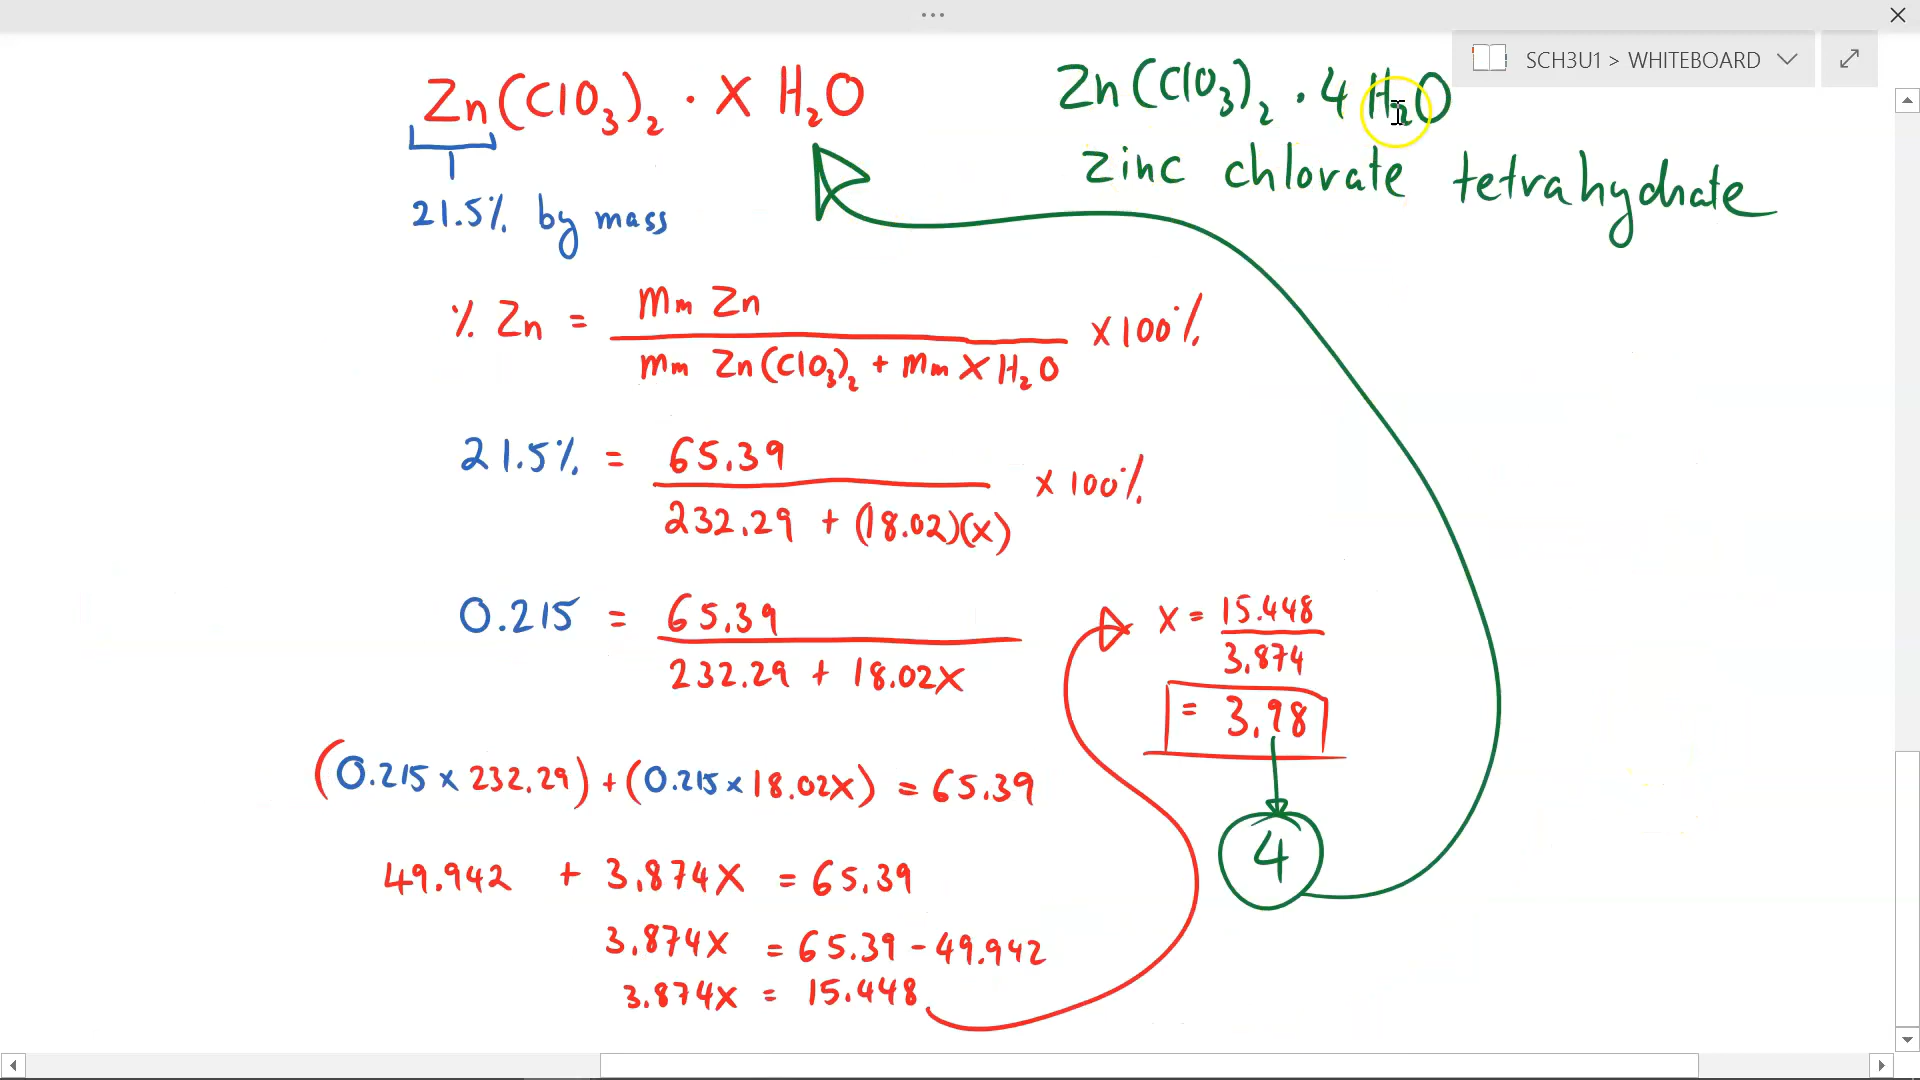 SCH3U1 > WHITEBOARD
Zn(ClO₃)₂ · X H₂O
Zn(ClO₃)₂ · 4 H₂O
zinc chlorate tetrahydrate
21.5% by mass
% Zn = Mm Zn / Mm Zn(ClO₃)₂ + Mm X H₂O × 100%
21.5% = 65.39 / 232.29 + (18.02)(x) × 100%
0.215 = 65.39 / 232.29 + 18.02x
(0.215 × 232.29) + (0.215 × 18.02x) = 65.39
49.942 + 3.874X = 65.39
3.874X = 65.39 - 49.942
3.874X = 15.448
X = 15.448 / 3.874
= 3.98
4